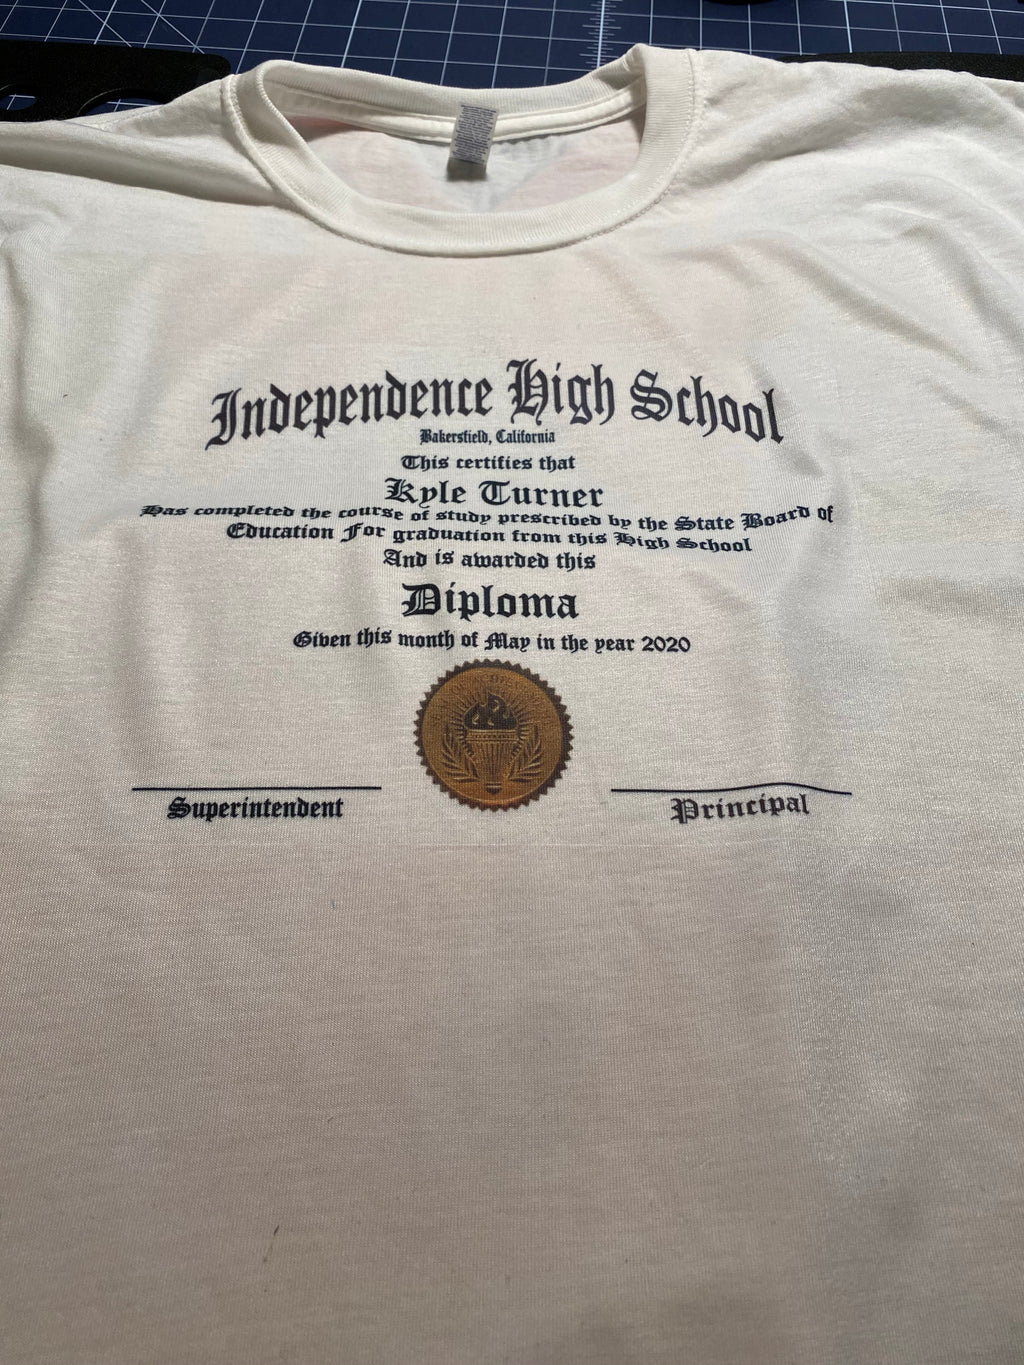 Independence High School
Bakersfield, California
This certifies that
Kyle Turner
Has completed the course of study prescribed by the State Board of
Education For graduation from this High School
And is awarded this
Diploma
Given this month of May in the year 2020
Superintendent
Principal